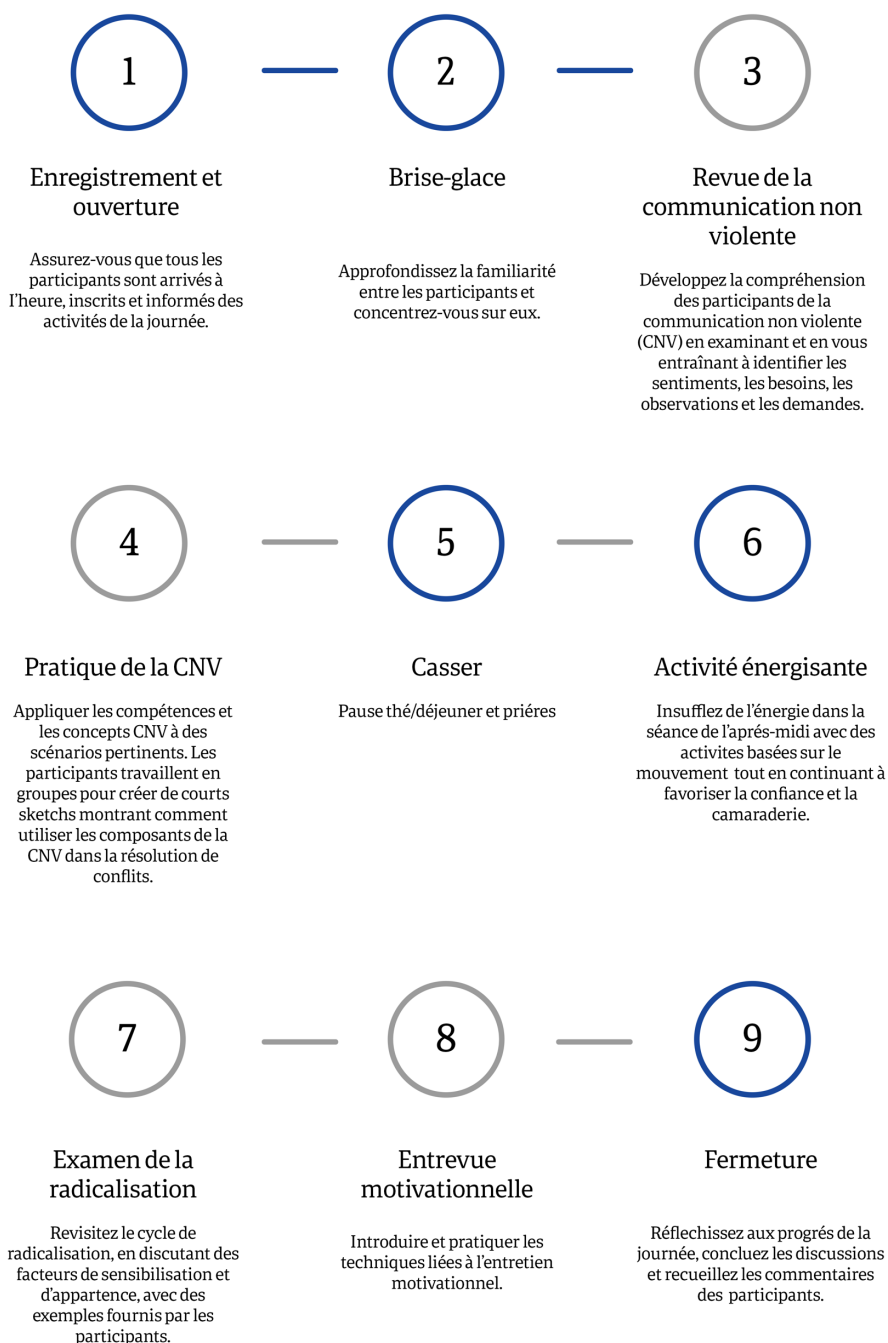 1
Enregistrement et
ouverture
Assurez-vous que tous les
participants sont arrivés à
l'heure, inscrits et informés des
activités de la journée.
2
Brise-glace
Approfondissez la familiarité
entre les participants et
concentrez-vous sur eux.
3
Revue de la
communication non
violente
Développez la compréhension
des participants de la
communication non violente
(CNV) en examinant et en vous
entraînant à identifier les
sentiments, les besoins, les
observations et les demandes.
4
Pratique de la CNV
Appliquer les compétences et
les concepts CNV à des
scénarios pertinents. Les
participants travaillent en
groupes pour créer de courts
sketchs montrant comment
utiliser les composants de la
CNV dans la résolution de
conflits.
5
Casser
Pause thé/déjeuner et priéres
6
Activité énergisante
Insufflez de l'énergie dans la
séance de l'aprés-midi avec des
activites basées sur le
mouvement tout en continuant à
favoriser la confiance et la
camaraderie.
7
Examen de la
radicalisation
Revisitez le cycle de
radicalisation, en discutant des
facteurs de sensibilisation et
d'appartence, avec des
exemples fournis par les
participants.
8
Entrevue
motivationnelle
Introduire et pratiquer les
techniques liées à l'entretien
motivationnel.
9
Fermeture
Réflechissez aux progrés de la
journée, concluez les discussions
et recueillez les commentaires
des participants.